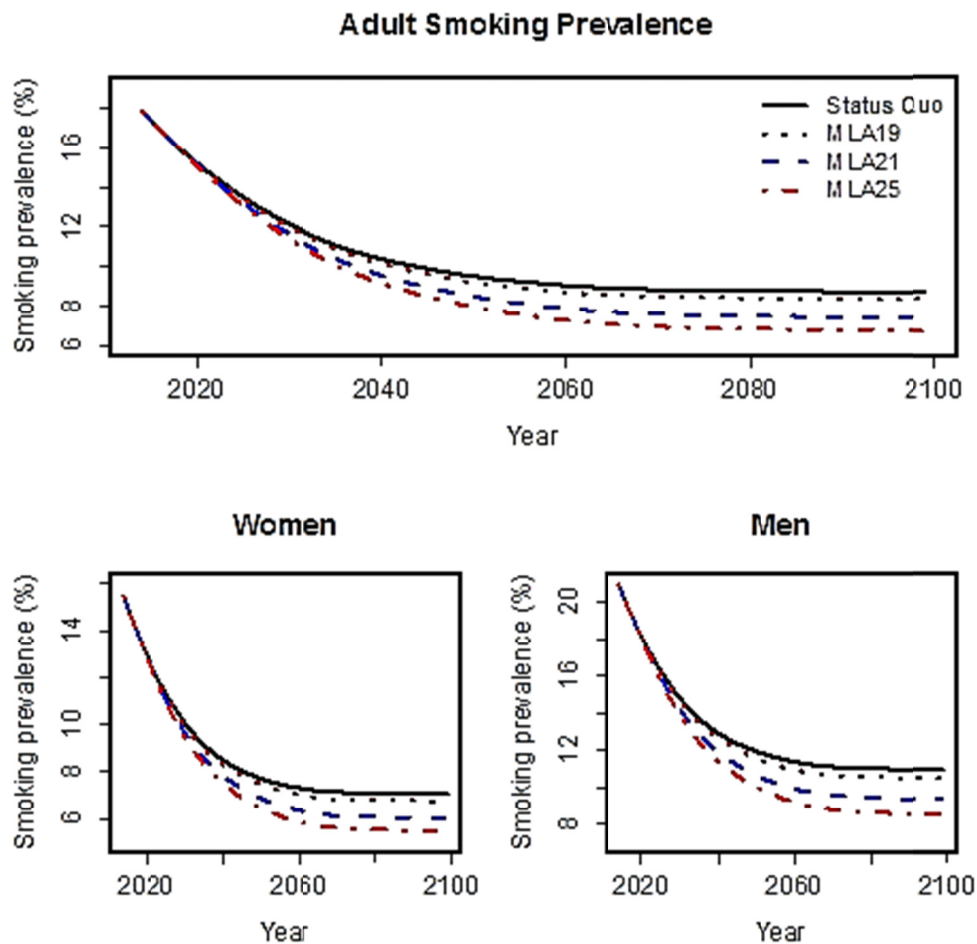 Adult Smoking Prevalence
Smoking prevalence (%)
16
12
8
6
Status Quo
MLA19
MLA21
MLA25
2020 2040 2060 2080 2100
Year
Women
Smoking prevalence (%)
14
10
8
6
2020 2060 2100
Year
Men
Smoking prevalence (%)
20
16
12
8
2020 2060 2100
Year